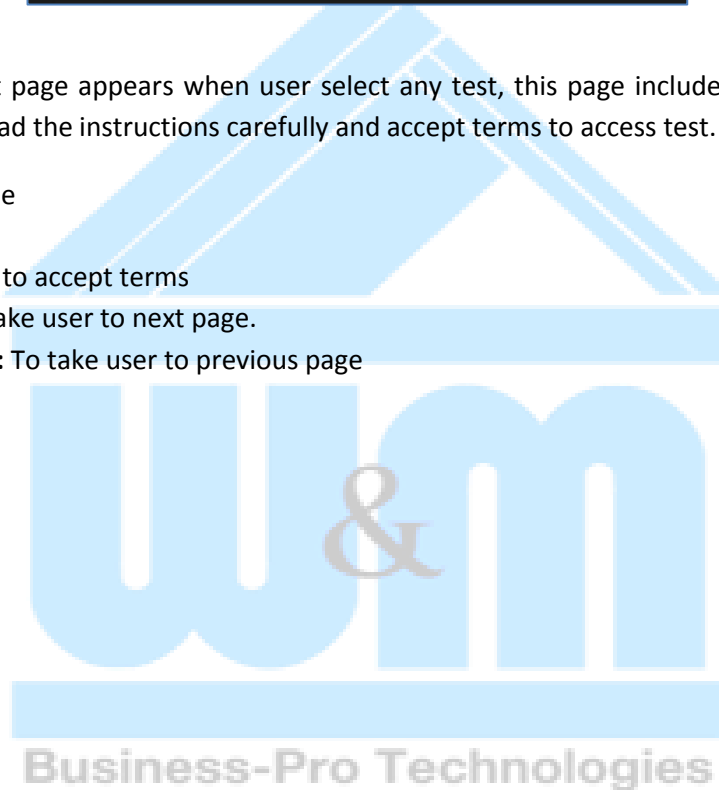 page appears when user select any test, this page include
ad the instructions carefully and accept terms to access test.
e
to accept terms
ake user to next page.
: To take user to previous page
W&M
Business-Pro Technologies